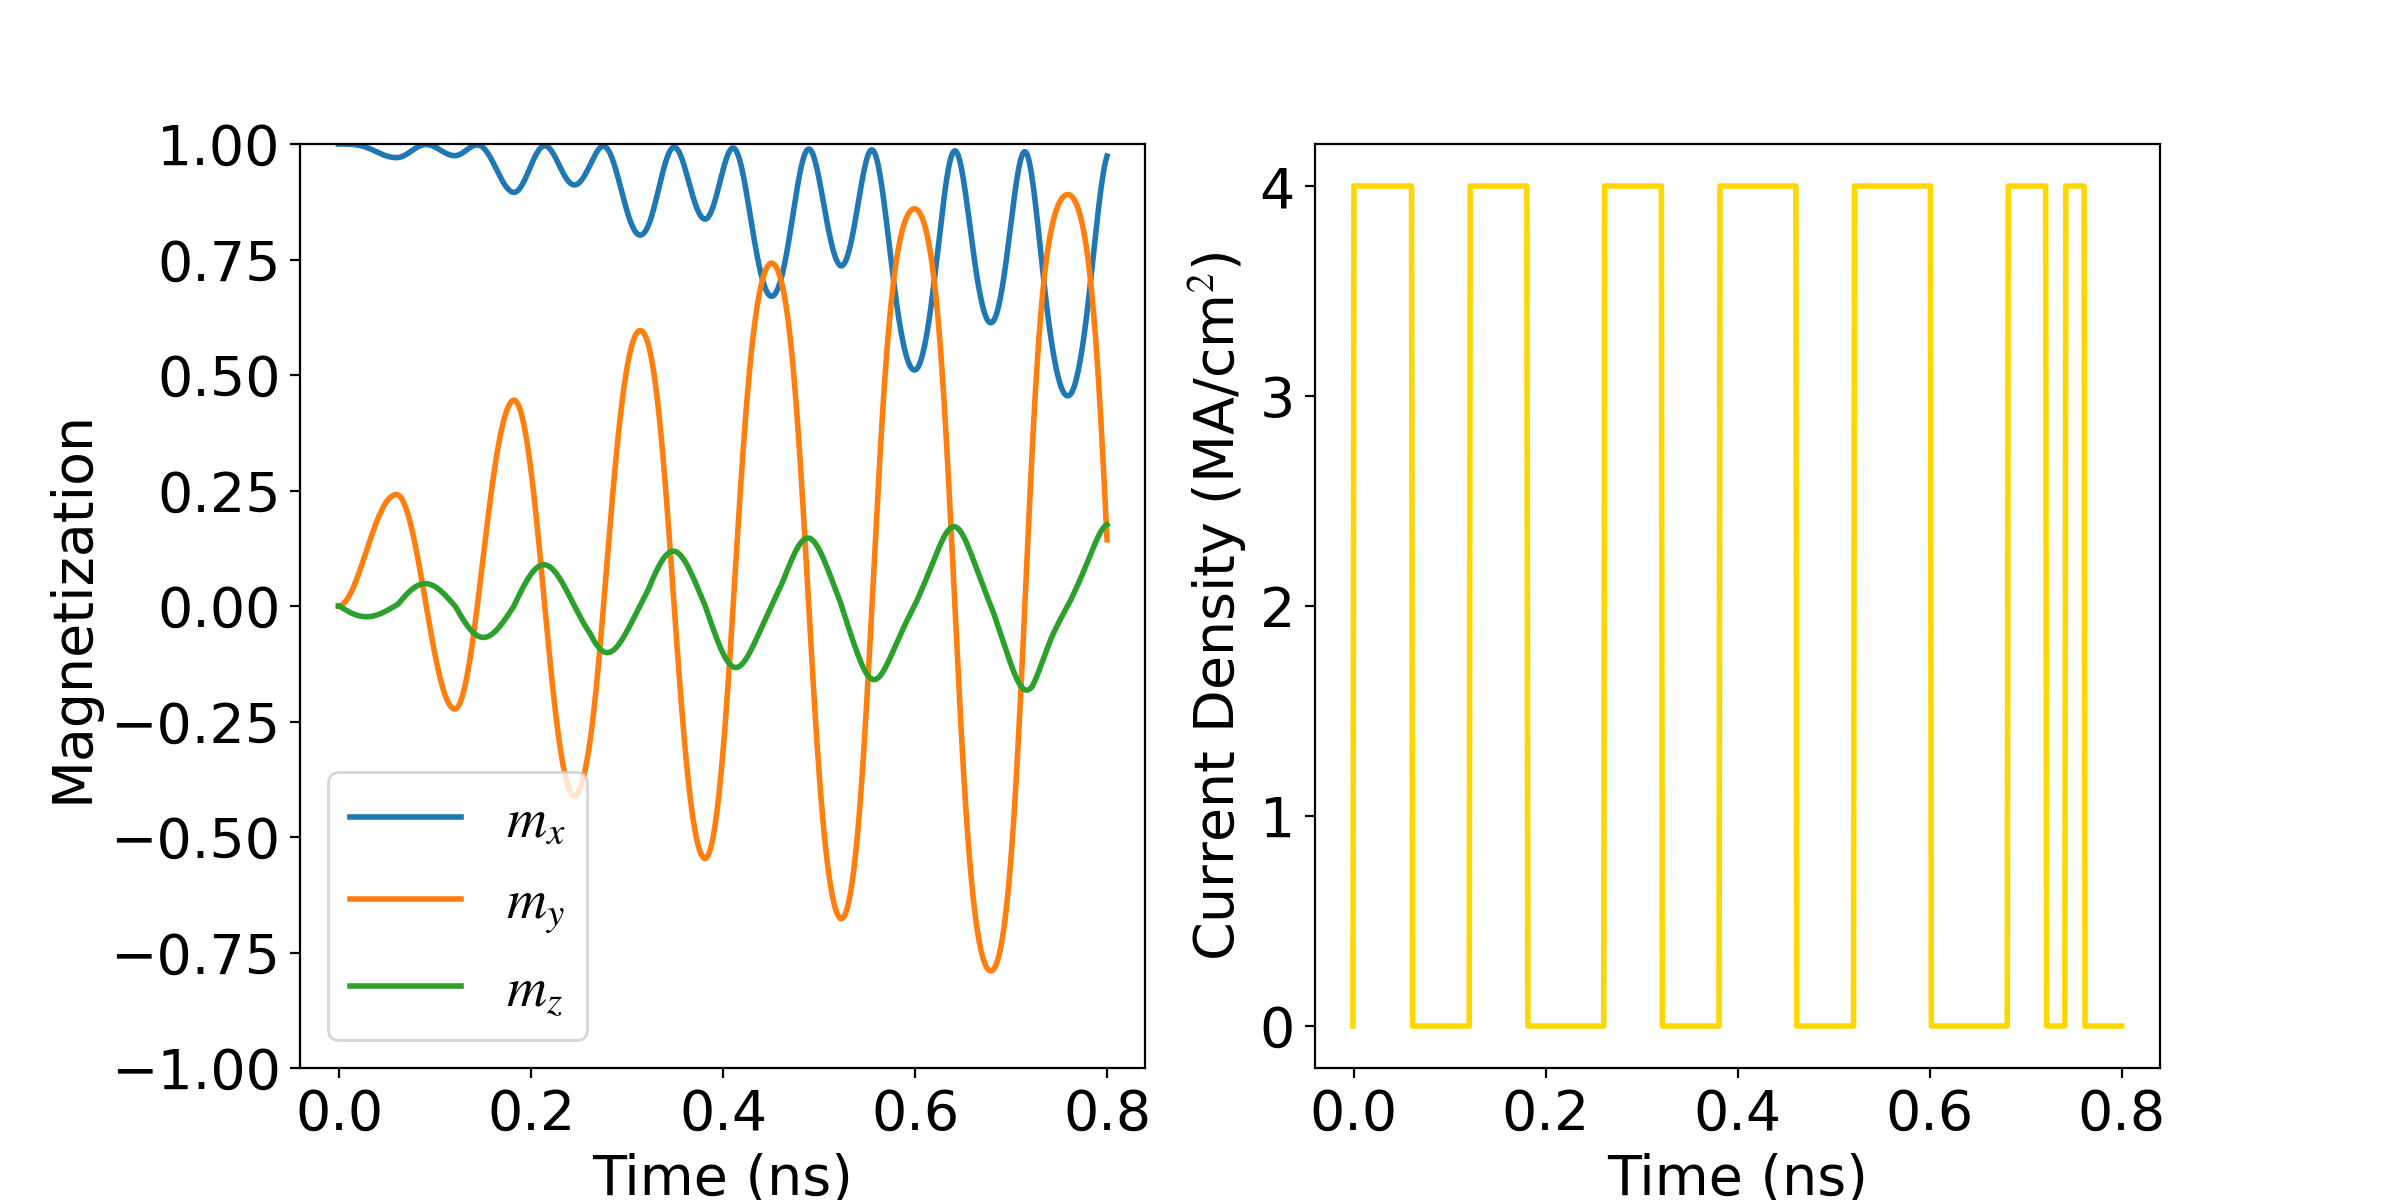 Magnetization
1.00
0.75
0.50
0.25
0.00
−0.25
−0.50
−0.75
−1.00
0.0 0.2 0.4 0.6 0.8
Time (ns)
m_x
m_y
m_z
Current Density (MA/cm²)
4
3
2
1
0
0.0 0.2 0.4 0.6 0.8
Time (ns)